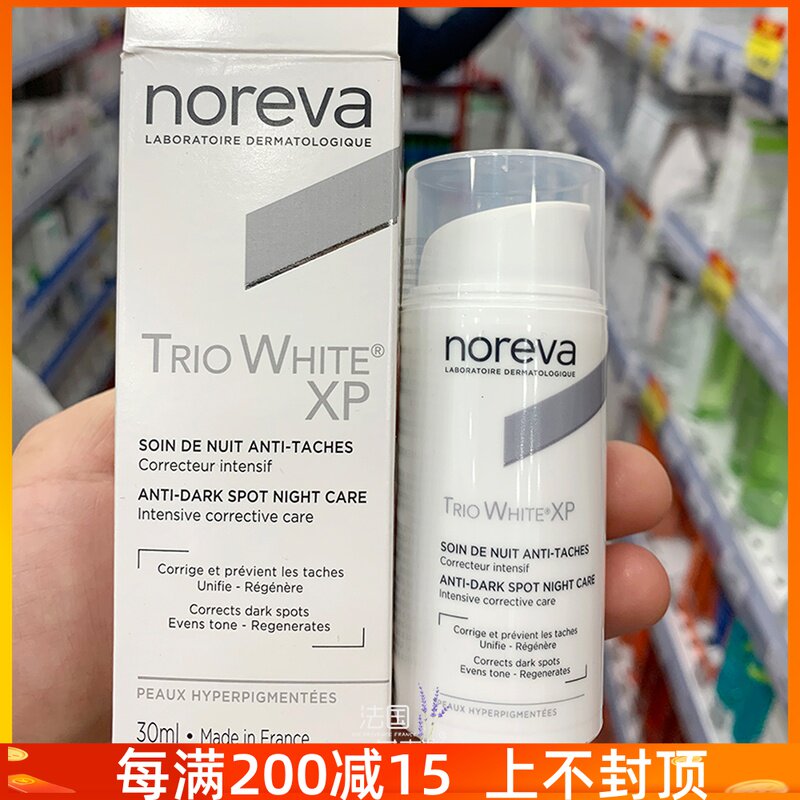 noreva
LABORATOIRE DERMATOLOGIQUE
TRIO WHITE®
XP
SOIN DE NUIT ANTI-TACHES
Correcteur intensif
ANTI-DARK SPOT NIGHT CARE
Intensive corrective care
Corrige et prévient les taches
Unifie - Régénère
Corrects dark spots
Evens tone - Regenerates
PEAUX HYPERPIGMENTÉES
30ml • Made in France
noreva
LABORATOIRE DERMATOLOGIQUE
TRIO WHITE® XP
SOIN DE NUIT ANTI-TACHES
Correcteur intensif
ANTI-DARK SPOT NIGHT CARE
Intensive corrective care
Corrige et prévient les taches
Unifie - Régénère
Corrects dark spots
Evens tone - Regenerates
PEAUX HYPERPIGMENTÉES
法国
每满200减15 上不封顶